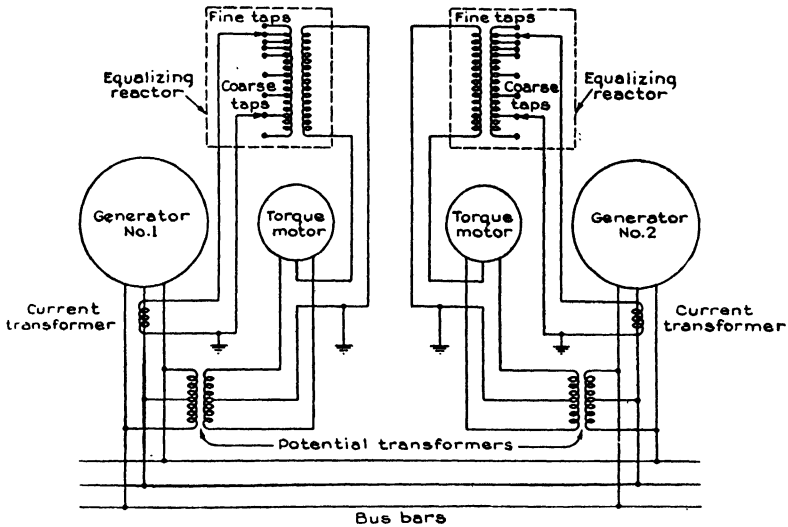 Fine taps
Fine taps
Equalizing
reactor
Coarse
taps
Coarse
taps
Equalizing
reactor
Generator
No.1
Torque
motor
Torque
motor
Generator
No.2
Current
transformer
Current
transformer
Potential transformers
Bus bars